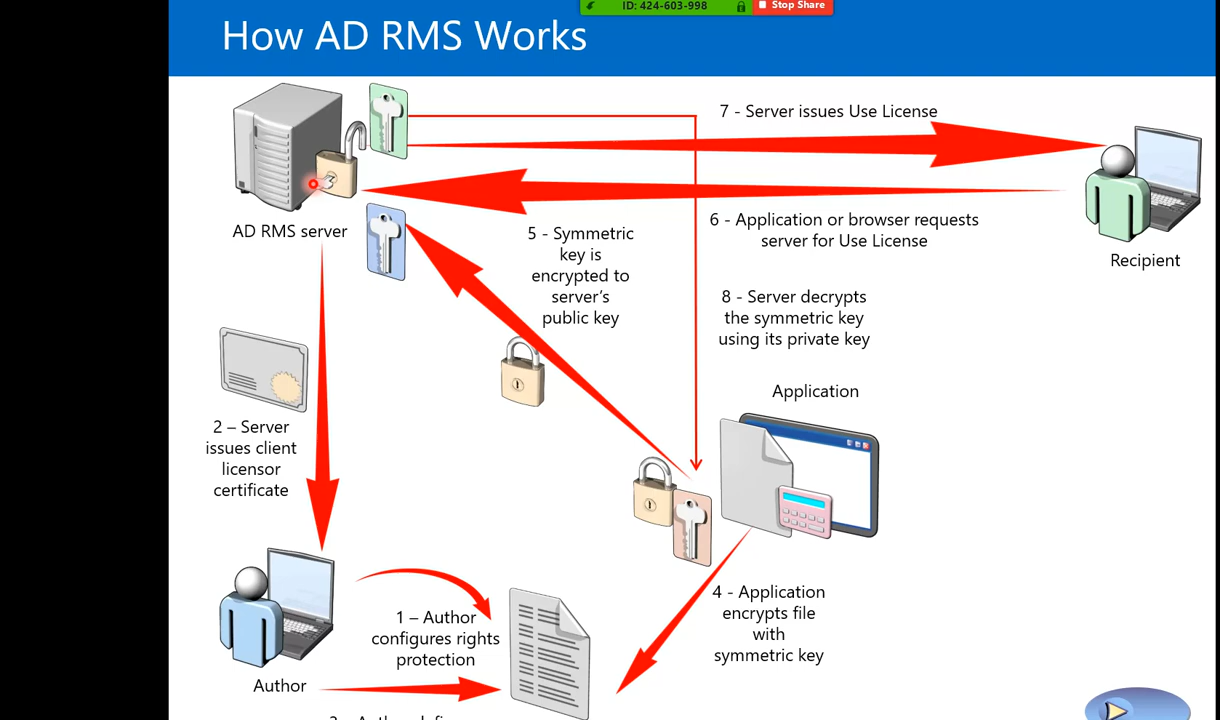 ID: 424-603-998
Stop Share
How AD RMS Works
7 - Server issues Use License
6 - Application or browser requests
server for Use License
AD RMS server
Recipient
5 - Symmetric
key is
encrypted to
server's
public key
8 - Server decrypts
the symmetric key
using its private key
Application
2 – Server
issues client
licensor
certificate
4 - Application
encrypts file
with
symmetric key
1 – Author
configures rights
protection
Author